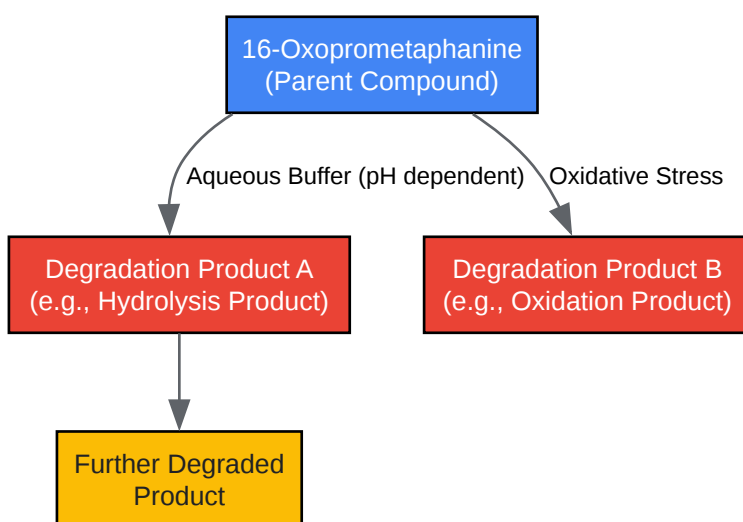 16-Oxoprometaphanine
(Parent Compound)
Aqueous Buffer (pH dependent)
Oxidative Stress
Degradation Product A
(e.g., Hydrolysis Product)
Degradation Product B
(e.g., Oxidation Product)
Further Degraded
Product